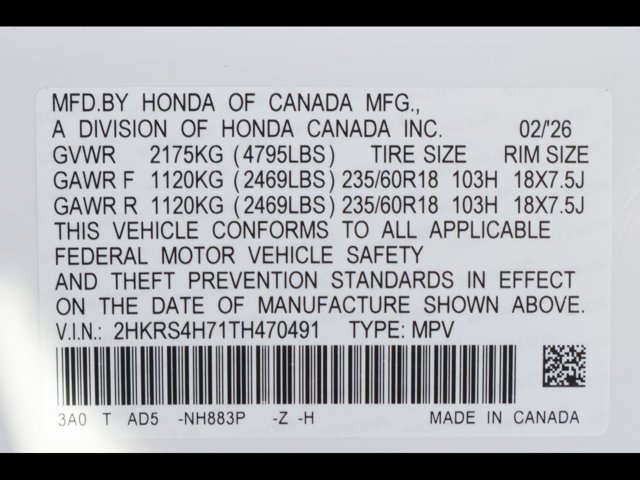 MFD.BY HONDA OF CANADA MFG.,
A DIVISION OF HONDA CANADA INC. 02/'26
GVWR 2175KG (4795LBS) TIRE SIZE RIM SIZE
GAWR F 1120KG (2469LBS) 235/60R18 103H 18X7.5J
GAWR R 1120KG (2469LBS) 235/60R18 103H 18X7.5J
THIS VEHICLE CONFORMS TO ALL APPLICABLE
FEDERAL MOTOR VEHICLE SAFETY
AND THEFT PREVENTION STANDARDS IN EFFECT
ON THE DATE OF MANUFACTURE SHOWN ABOVE.
V.I.N.: 2HKRS4H71TH470491 TYPE: MPV
3A0 T AD5 -NH883P -Z -H MADE IN CANADA